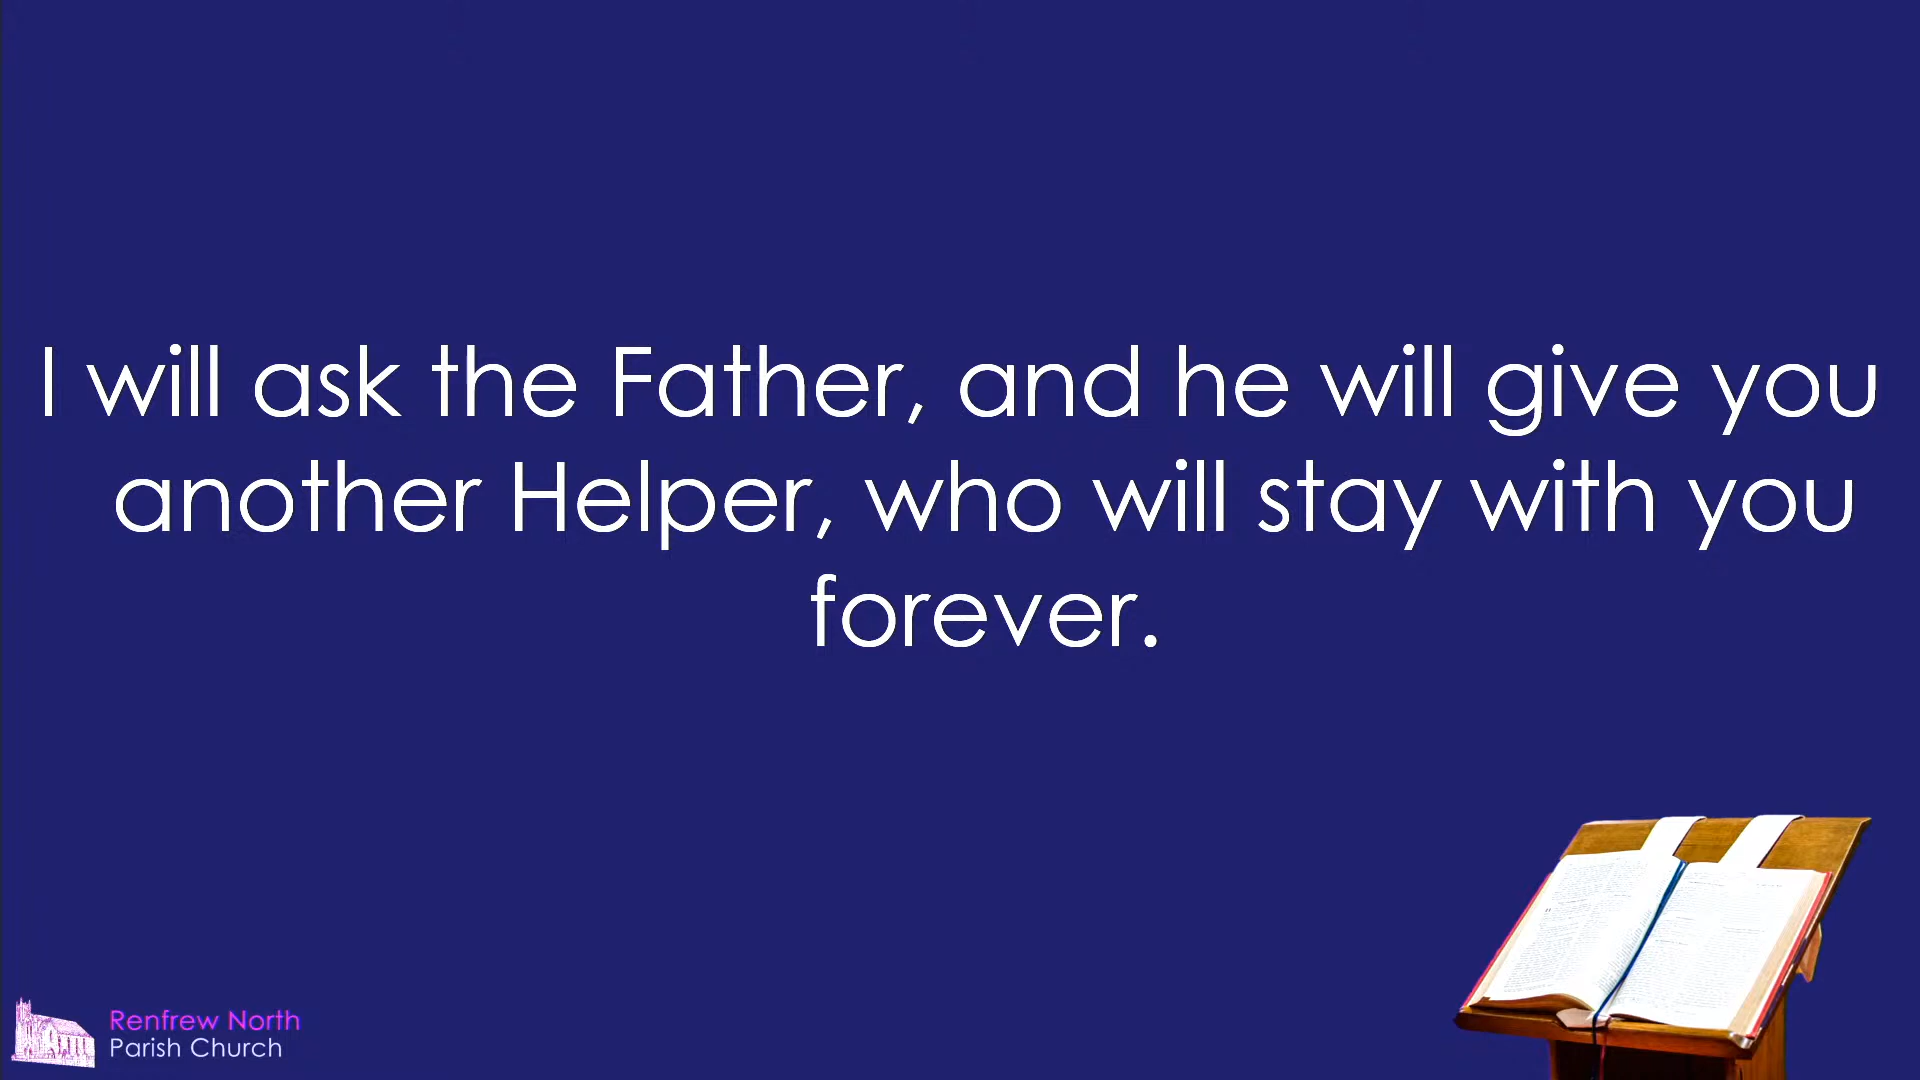 I will ask the Father, and he will give you
another Helper, who will stay with you
forever.
Renfrew North
Parish Church